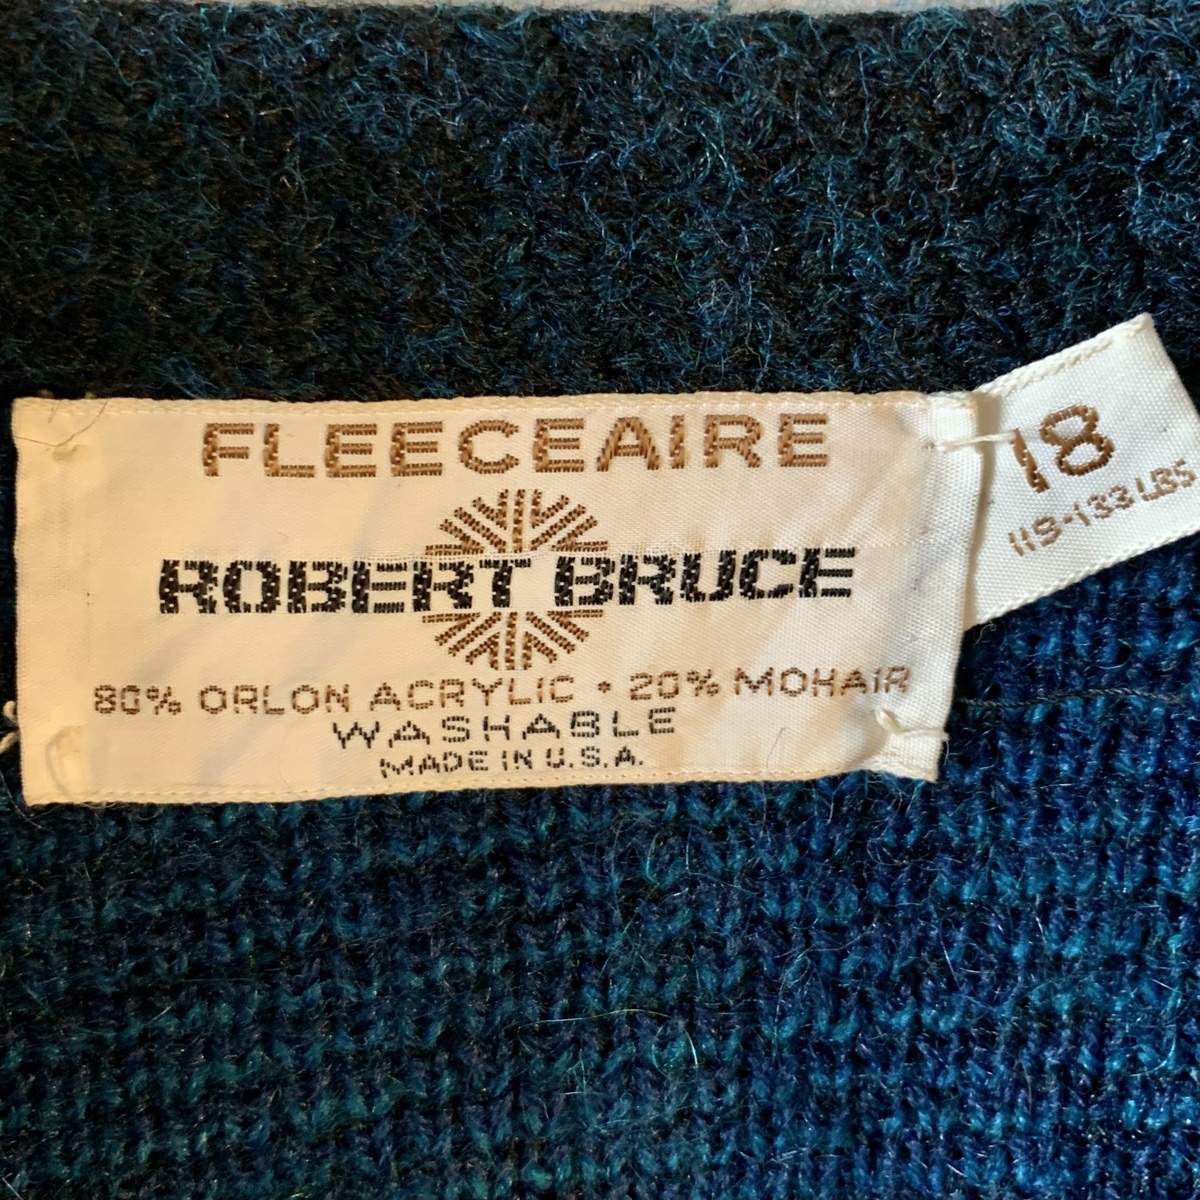 FLEECEAIRE
ROBERT BRUCE
80% ORLON ACRYLIC • 20% MOHAIR
WASHABLE
MADE IN U.S.A.
18
119-133 LBS